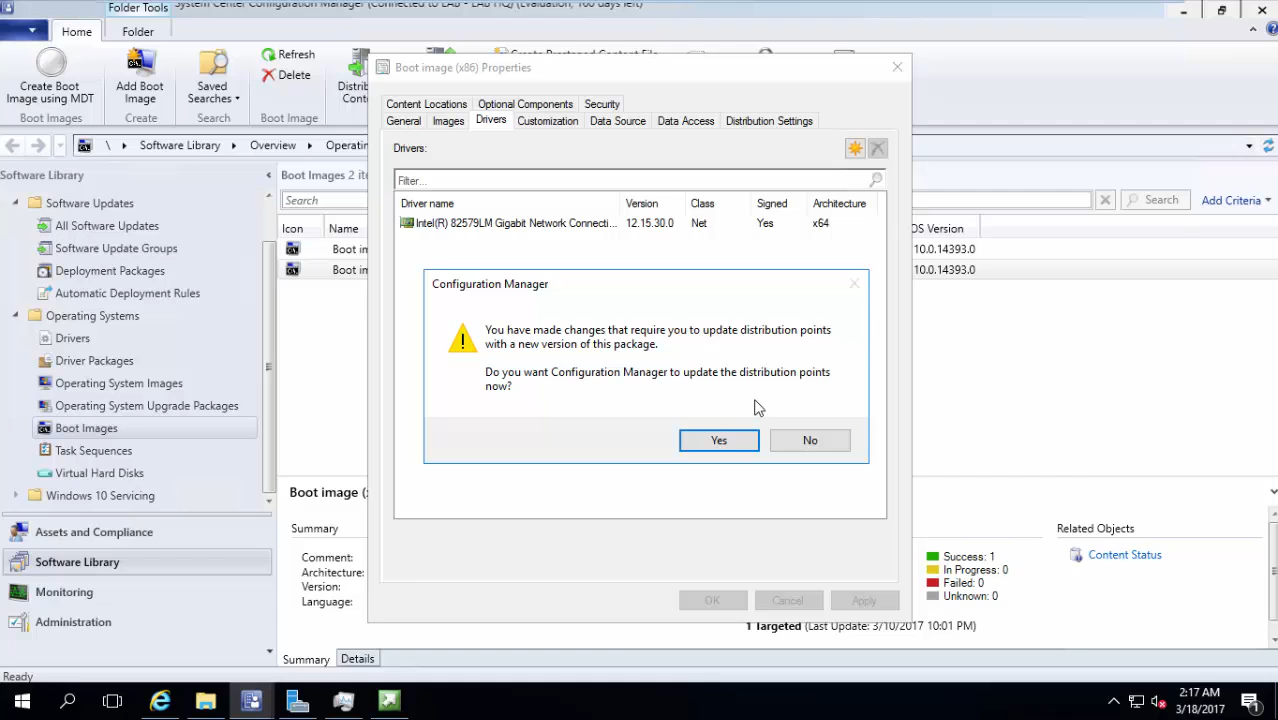 Folder Tools
System Center Configuration Manager (Connected to LAB - LAB HQ) (Evaluation, 160 days left)
Home
Folder
Create Boot
Image using MDT
Add Boot
Image
Saved
Searches
Refresh
Delete
Boot Images
Create
Search
Boot Image
Create Prestaged Content File
Software Library
Overview
Software Library
Software Updates
All Software Updates
Software Update Groups
Deployment Packages
Automatic Deployment Rules
Operating Systems
Drivers
Driver Packages
Operating System Images
Operating System Upgrade Packages
Boot Images
Task Sequences
Virtual Hard Disks
Windows 10 Servicing
Assets and Compliance
Software Library
Monitoring
Administration
Boot Images 2
Search
Search
Add Criteria
Icon
Name
OS Version
10.0.14393.0
10.0.14393.0
Boot image (x86) Properties
Content Locations
Optional Components
Security
General
Images
Drivers
Customization
Data Source
Data Access
Distribution Settings
Drivers:
Filter...
Driver name
Version
Class
Signed
Architecture
Intel(R) 82579LM Gigabit Network Connecti...
12.15.30.0
Net
Yes
x64
Configuration Manager
You have made changes that require you to update distribution points
with a new version of this package.
Do you want Configuration Manager to update the distribution points
now?
Yes
No
OK
Cancel
Apply
Boot image
Summary
Comment:
Architecture:
Version:
Language:
Success: 1
In Progress: 0
Failed: 0
Unknown: 0
1 Targeted (Last Update: 3/10/2017 10:01 PM)
Related Objects
Content Status
Summary
Details
Ready
2:17 AM
3/18/2017
1